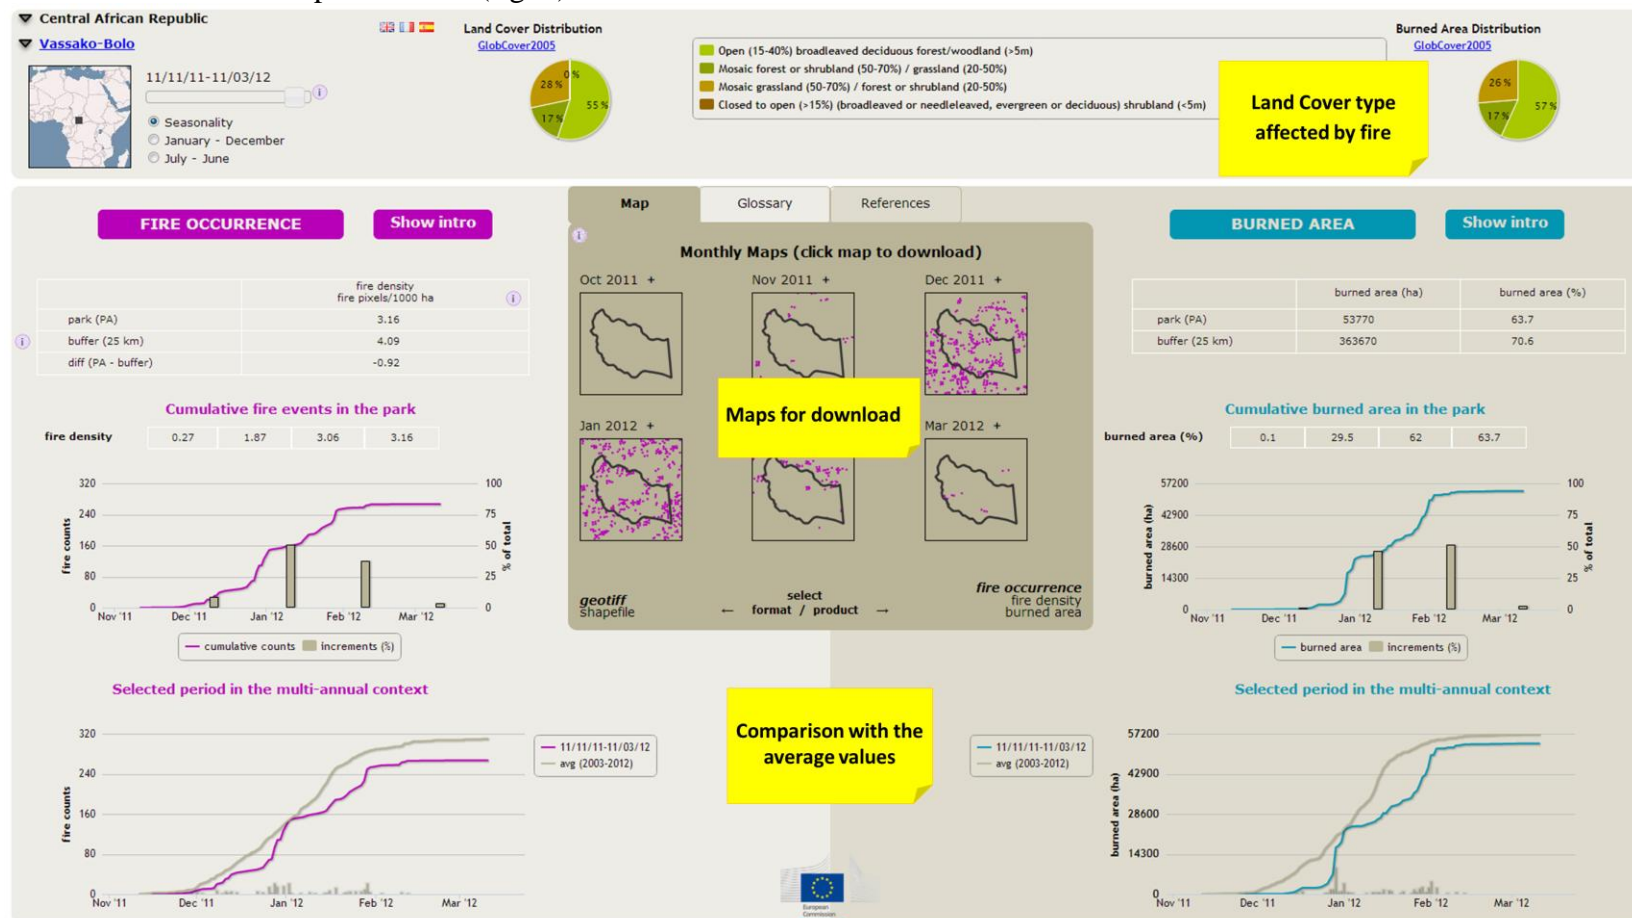 Central African Republic
Vassako-Bolo
11/11/11-11/03/12
Seasonality
January - December
July - June
Land Cover Distribution
GlobCover2005
0%
28 %
55 %
17 %
Open (15-40%) broadleaved deciduous forest/woodland (>5m)
Mosaic forest or shrubland (50-70%) / grassland (20-50%)
Mosaic grassland (50-70%) / forest or shrubland (20-50%)
Closed to open (>15%) (broadleaved or needleleaved, evergreen or deciduous) shrubland (<5m)
Land Cover type
affected by fire
Burned Area Distribution
GlobCover2005
26 %
57 %
17 %
FIRE OCCURRENCE
Show intro
fire density
fire pixels/1000 ha
park (PA) 3.16
buffer (25 km) 4.09
diff (PA - buffer) -0.92
Cumulative fire events in the park
fire density 0.27 1.87 3.06 3.16
320
240
160
80
0
fire counts
100
75
50
25
0
% of total
Nov '11 Dec '11 Jan '12 Feb '12 Mar '12
cumulative counts increments (%)
Selected period in the multi-annual context
320
240
160
80
0
fire counts
Nov '11 Dec '11 Jan '12 Feb '12 Mar '12
11/11/11-11/03/12
avg (2003-2012)
Map Glossary References
Monthly Maps (click map to download)
Oct 2011 + Nov 2011 + Dec 2011 +
Maps for download
Jan 2012 + Mar 2012 +
geotiff
shapefile
select
← format / product →
fire occurrence
fire density
burned area
Comparison with the
average values
European
Commission
BURNED AREA
Show intro
burned area (ha) burned area (%)
park (PA) 53770 63.7
buffer (25 km) 363670 70.6
Cumulative burned area in the park
burned area (%) 0.1 29.5 62 63.7
57200
42900
28600
14300
0
burned area (ha)
100
75
50
25
0
% of total
Nov '11 Dec '11 Jan '12 Feb '12 Mar '12
burned area increments (%)
Selected period in the multi-annual context
11/11/11-11/03/12
avg (2003-2012)
57200
42900
28600
14300
0
burned area (ha)
Nov '11 Dec '11 Jan '12 Feb '12 Mar '12